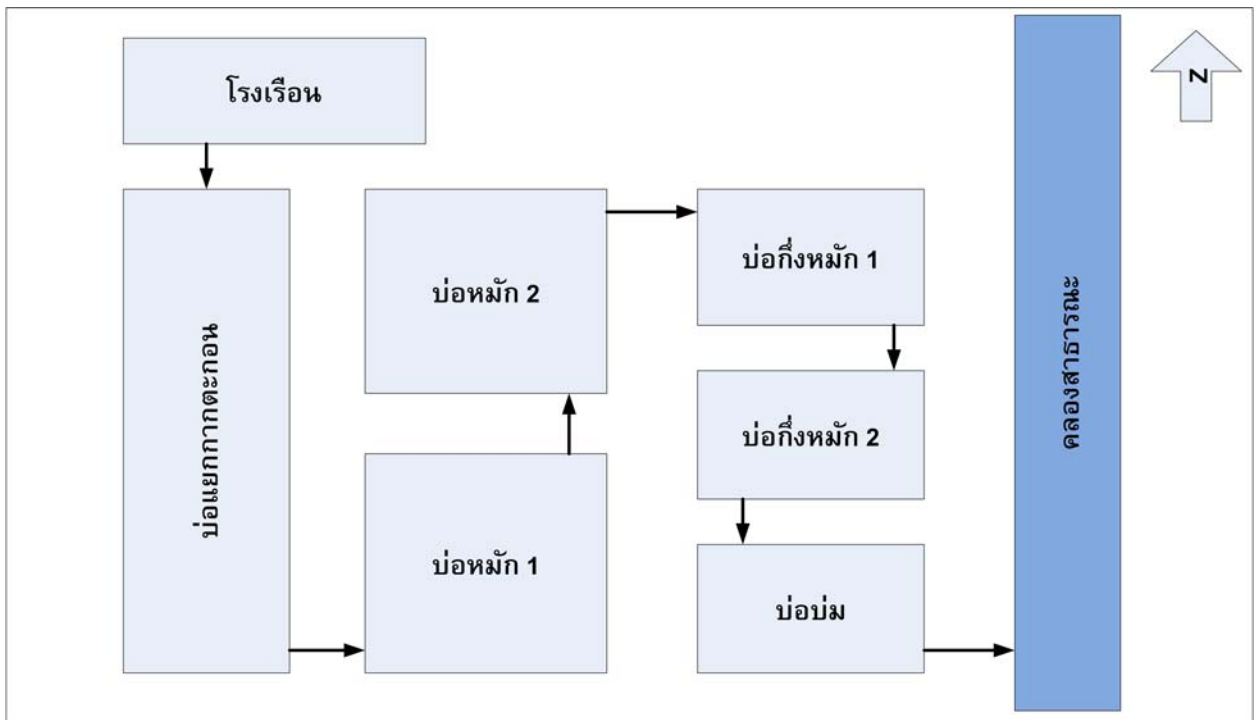 โรงเรือน
Z
บ่อแยกกากตะกอน
บ่อหมัก 2
บ่อหมัก 1
บ่อกึ่งหมัก 1
บ่อกึ่งหมัก 2
บ่อบ่ม
คลองสาธารณะ